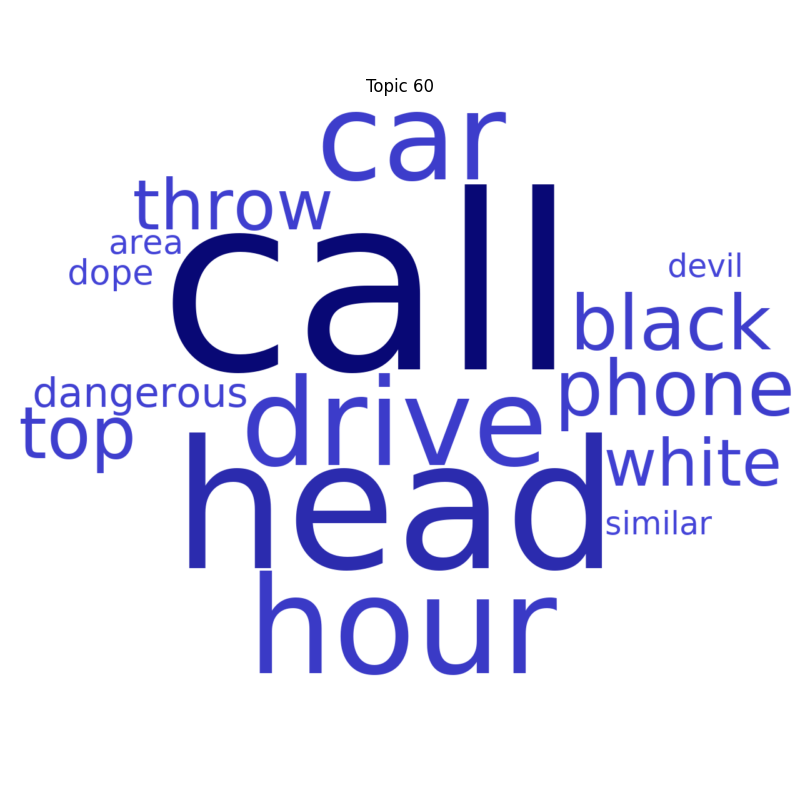 Topic 60
car
throw
call
area
dope
devil
black
dangerous
drive
phone
top
head
white
similar
hour